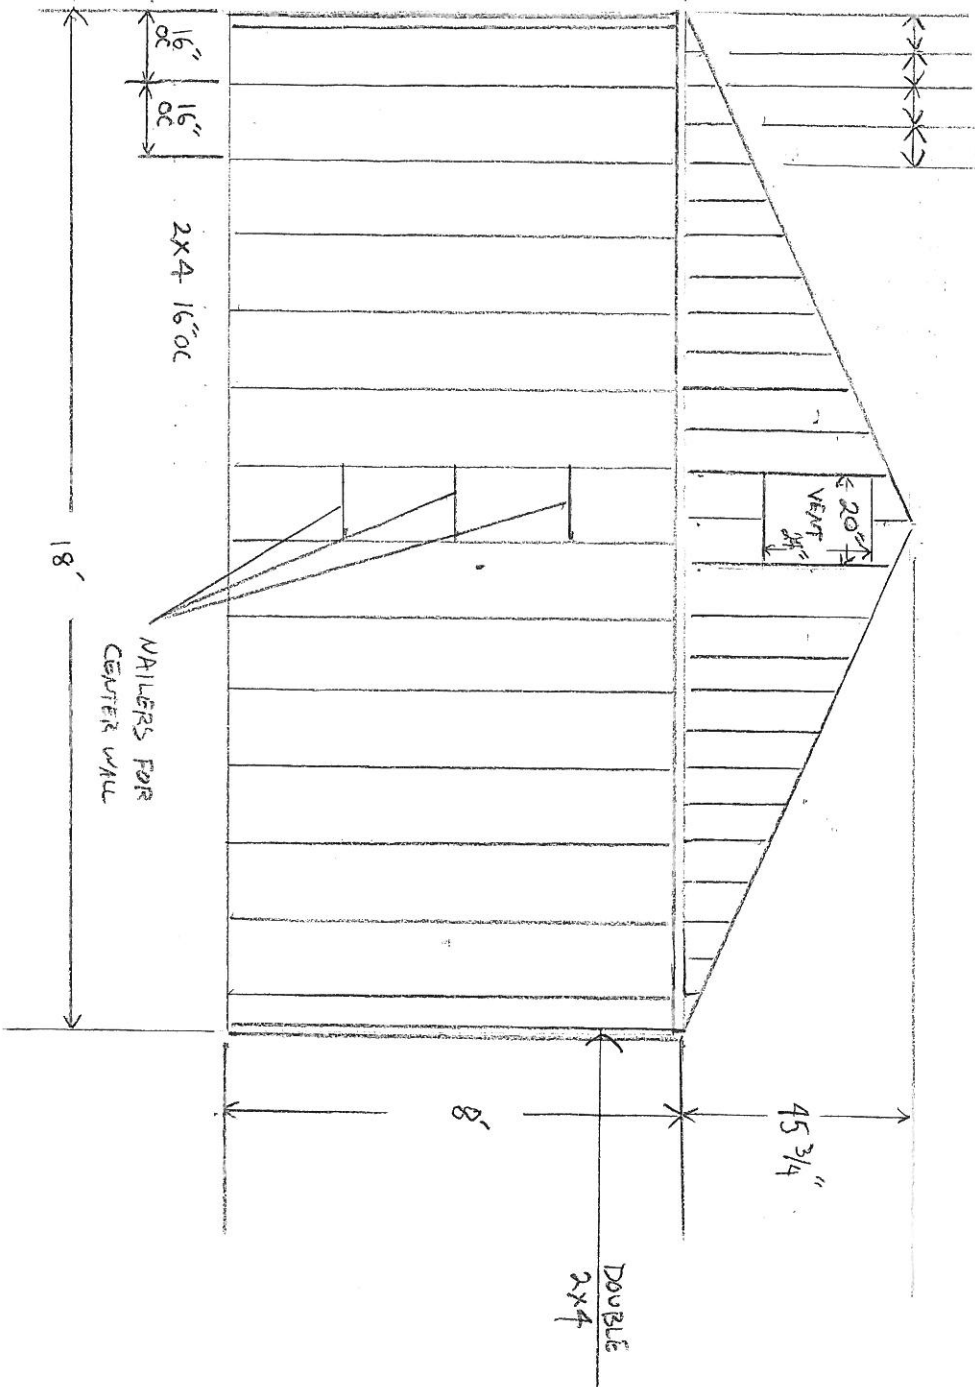 20"
VENT
24"
45 3/4"
DOUBLE
2X4
8'
16"
OC
16"
OC
2X4 16"OC
NAILERS FOR
CENTER WALL
18'